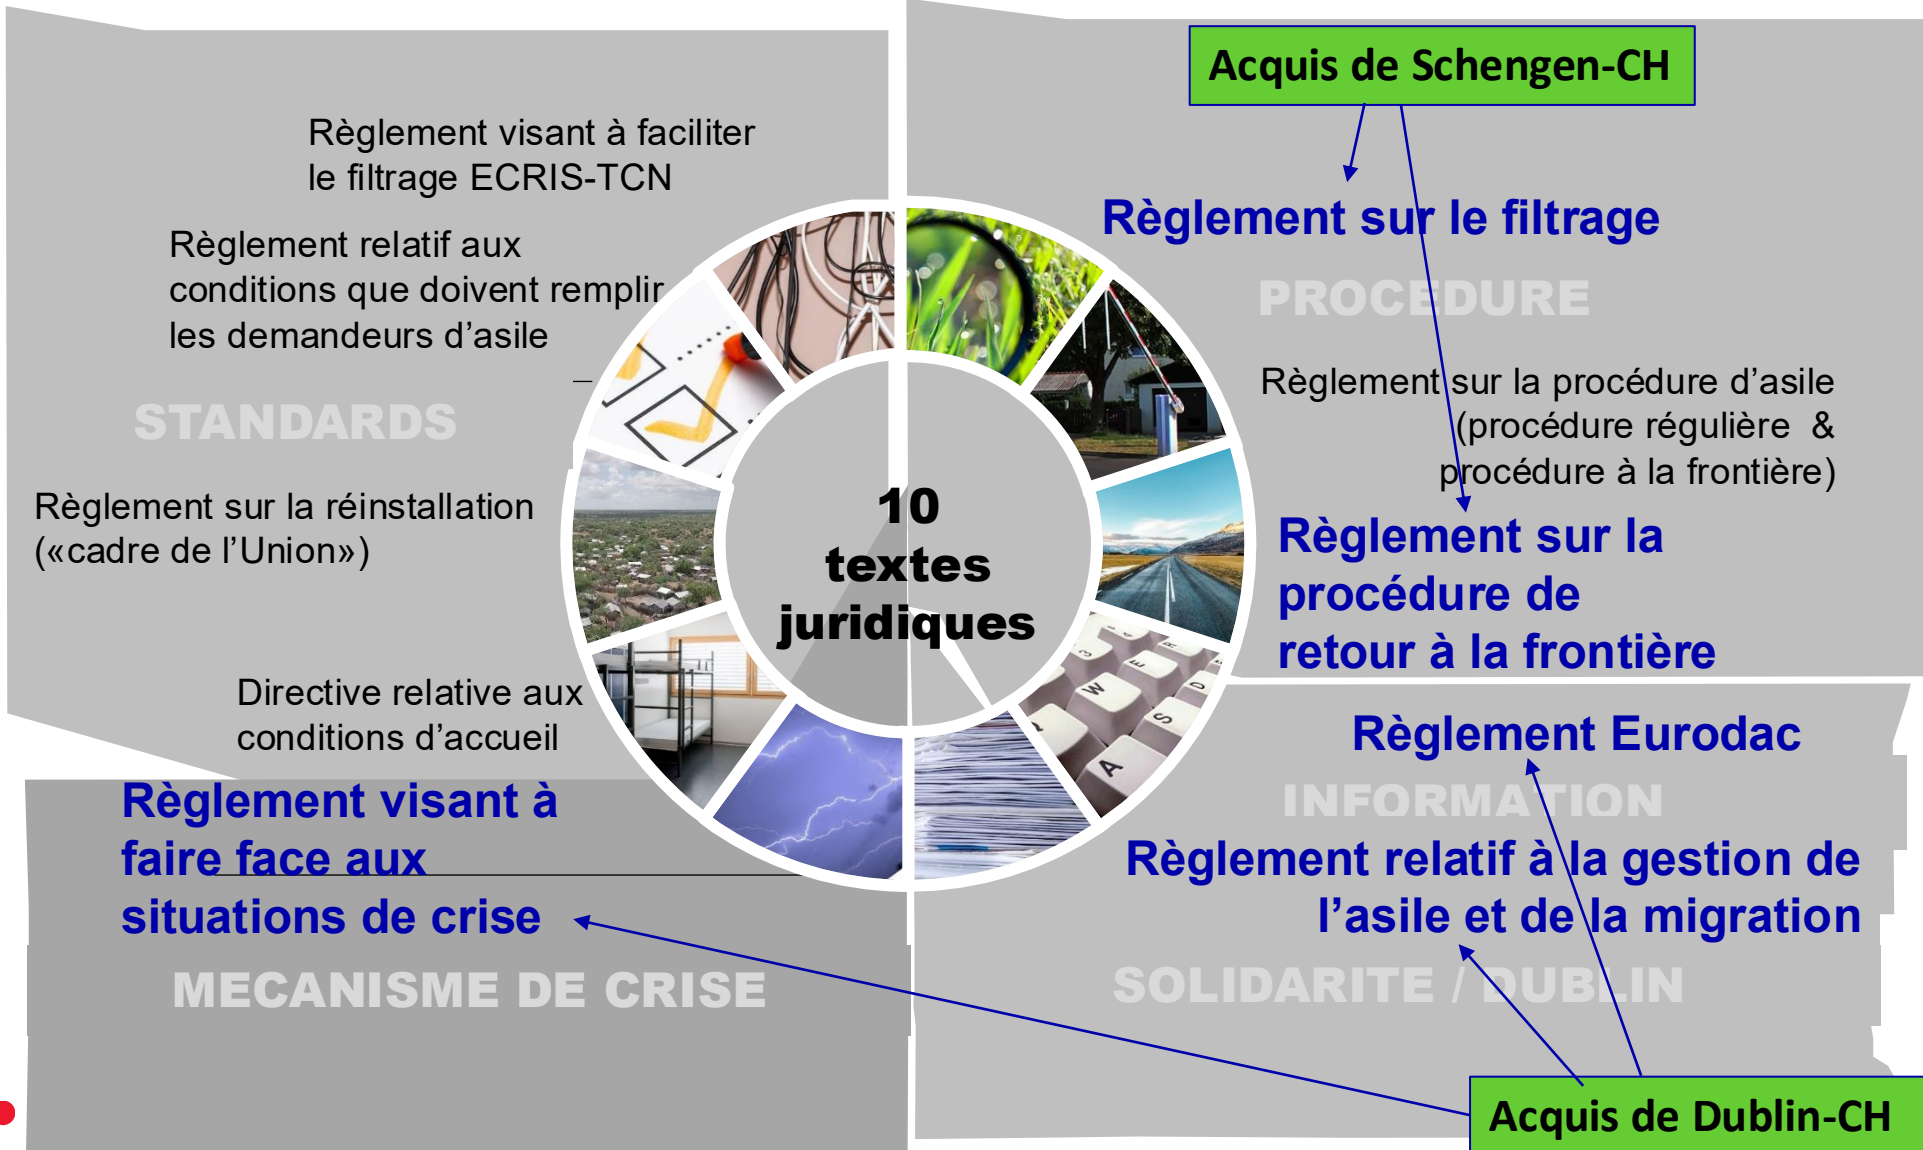 Acquis de Schengen-CH
Règlement visant à faciliter
le filtrage ECRIS-TCN
Règlement relatif aux
conditions que doivent remplir
les demandeurs d’asile
STANDARDS
Règlement sur la réinstallation
(«cadre de l’Union»)
Directive relative aux
conditions d’accueil
Règlement visant à
faire face aux
situations de crise
MECANISME DE CRISE
10
textes
juridiques
Règlement sur le filtrage
PROCEDURE
Règlement sur la procédure d’asile
(procédure régulière &
procédure à la frontière)
Règlement sur la
procédure de
retour à la frontière
Règlement Eurodac
INFORMATION
Règlement relatif à la gestion de
l’asile et de la migration
SOLIDARITE / DUBLIN
Acquis de Dublin-CH